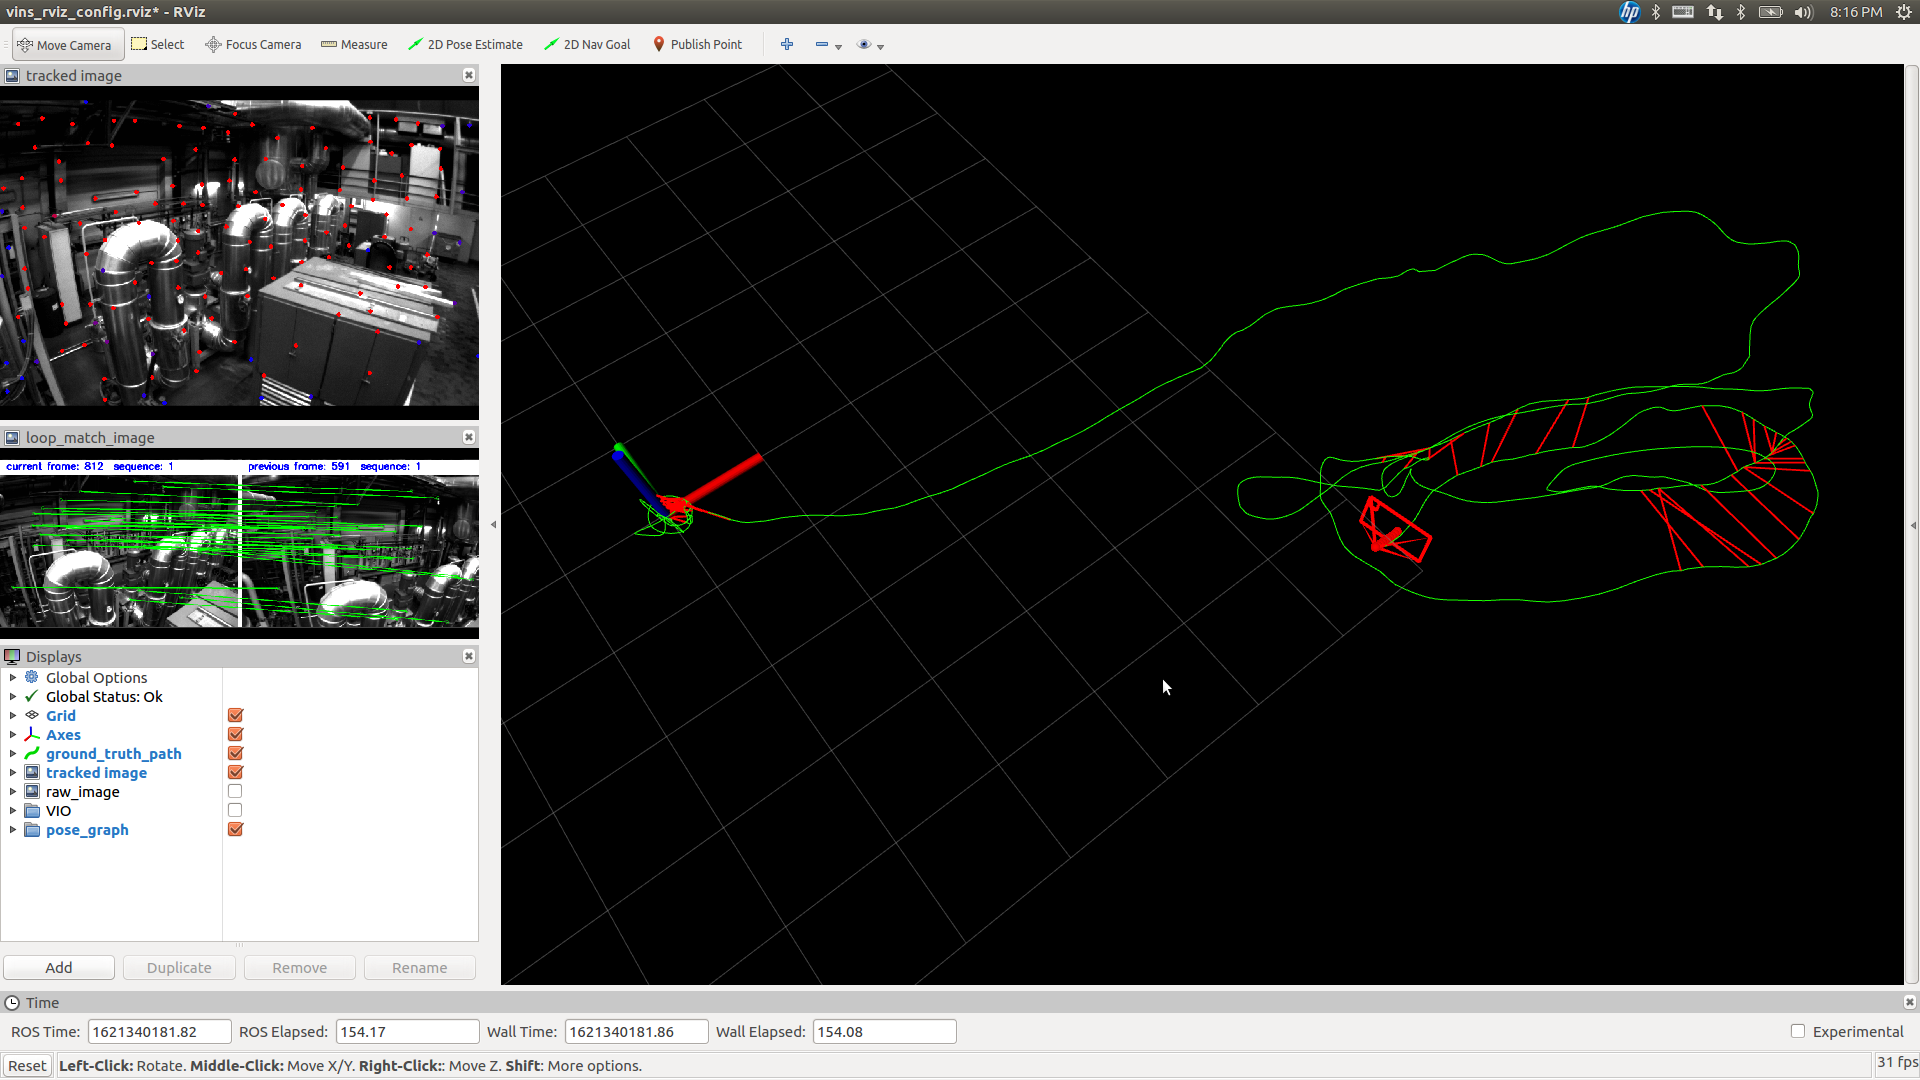 vins_rviz_config.rviz* - RViz
8:16 PM
Move Camera Select Focus Camera Measure 2D Pose Estimate 2D Nav Goal Publish Point
tracked image
loop_match_image
current frame: 812 sequence: 1 previous frame: 591 sequence: 1
Displays
Global Options
Global Status: Ok
Grid
Axes
ground_truth_path
tracked image
raw_image
VIO
pose_graph
Add Duplicate Remove Rename
Time
ROS Time: 1621340181.82 ROS Elapsed: 154.17 Wall Time: 1621340181.86 Wall Elapsed: 154.08 Experimental
Reset Left-Click: Rotate. Middle-Click: Move X/Y. Right-Click:: Move Z. Shift: More options. 31 fps